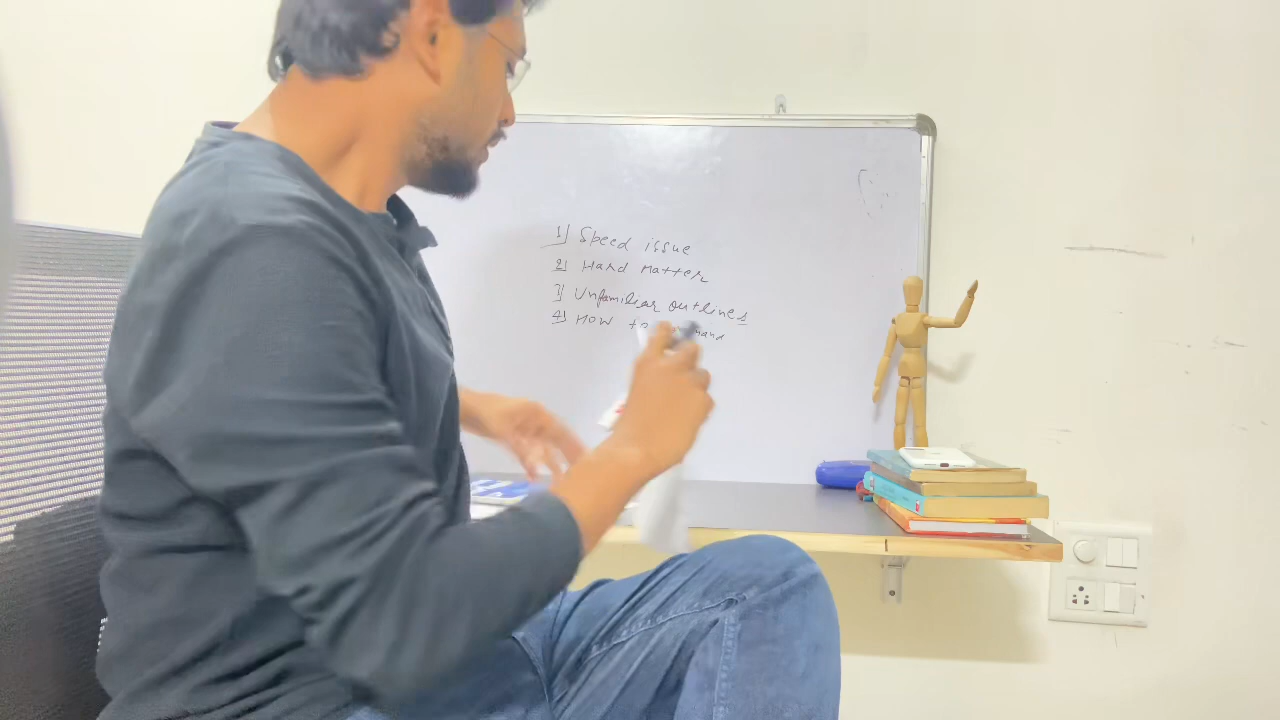 1) Speed issue
2) Hard Matter
3) Unfamiliar outlines
4) How to